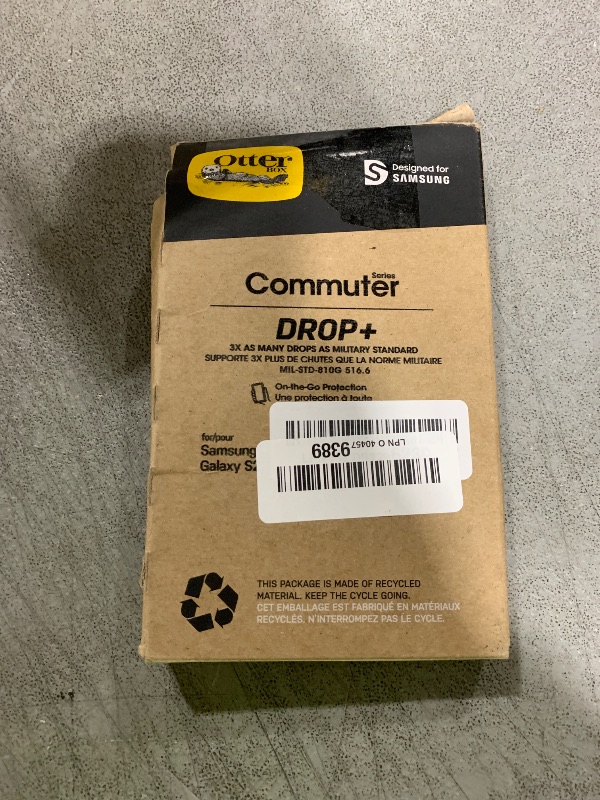 Otter
BOX
Designed for
SAMSUNG
Commuter
Series
DROP+
3X AS MANY DROPS AS MILITARY STANDARD
SUPPORTE 3X PLUS DE CHUTES QUE LA NORME MILITAIRE
MIL-STD-810G 516.6
On-the-Go Protection
Une protection à toute
LPN O 40457
9389
for/pour
Samsung
Galaxy
THIS PACKAGE IS MADE OF RECYCLED
MATERIAL. KEEP THE CYCLE GOING.
CET EMBALLAGE EST FABRIQUÉ EN MATÉRIAUX
RECYCLÉS. N'INTERROMPEZ PAS LE CYCLE.